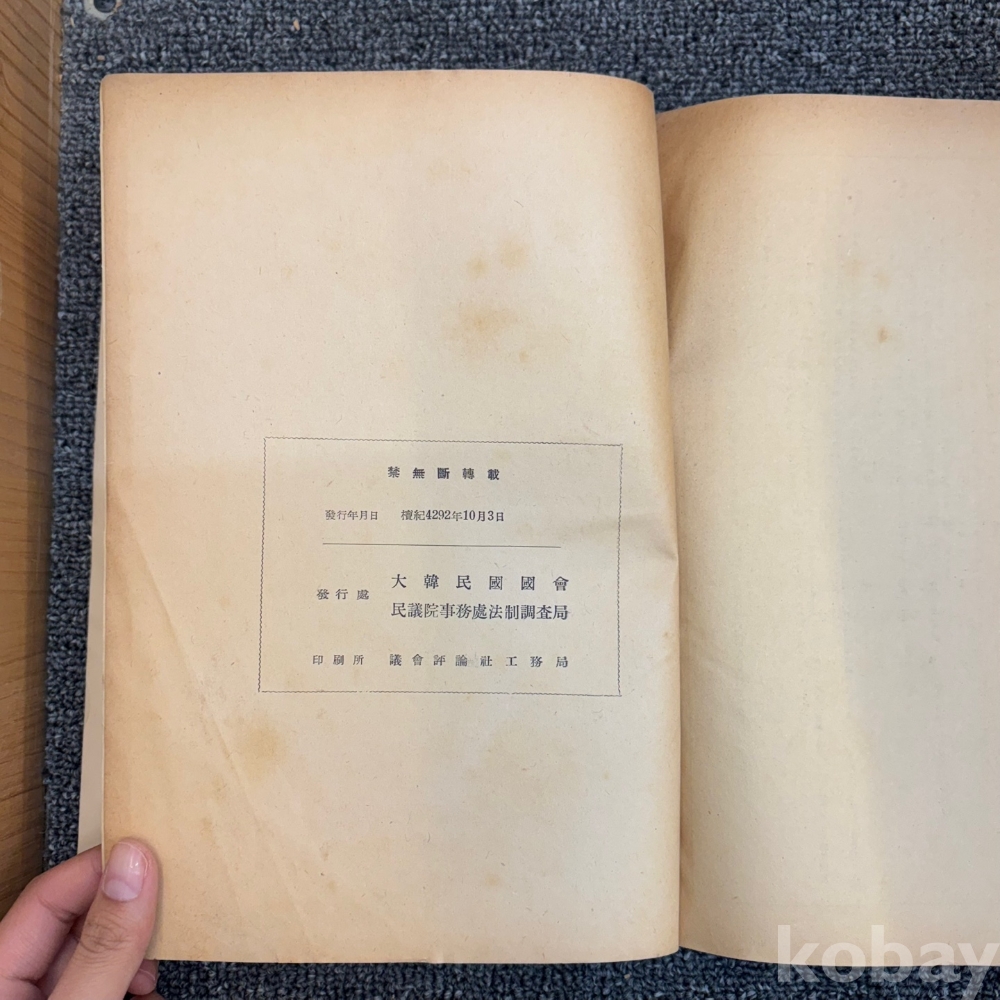 禁無斷轉載
發行年月日 檀紀4292年10月3日
發行處 大韓民國國會
民議院事務處法制調査局
印刷所 議會評論社工務局
kobay